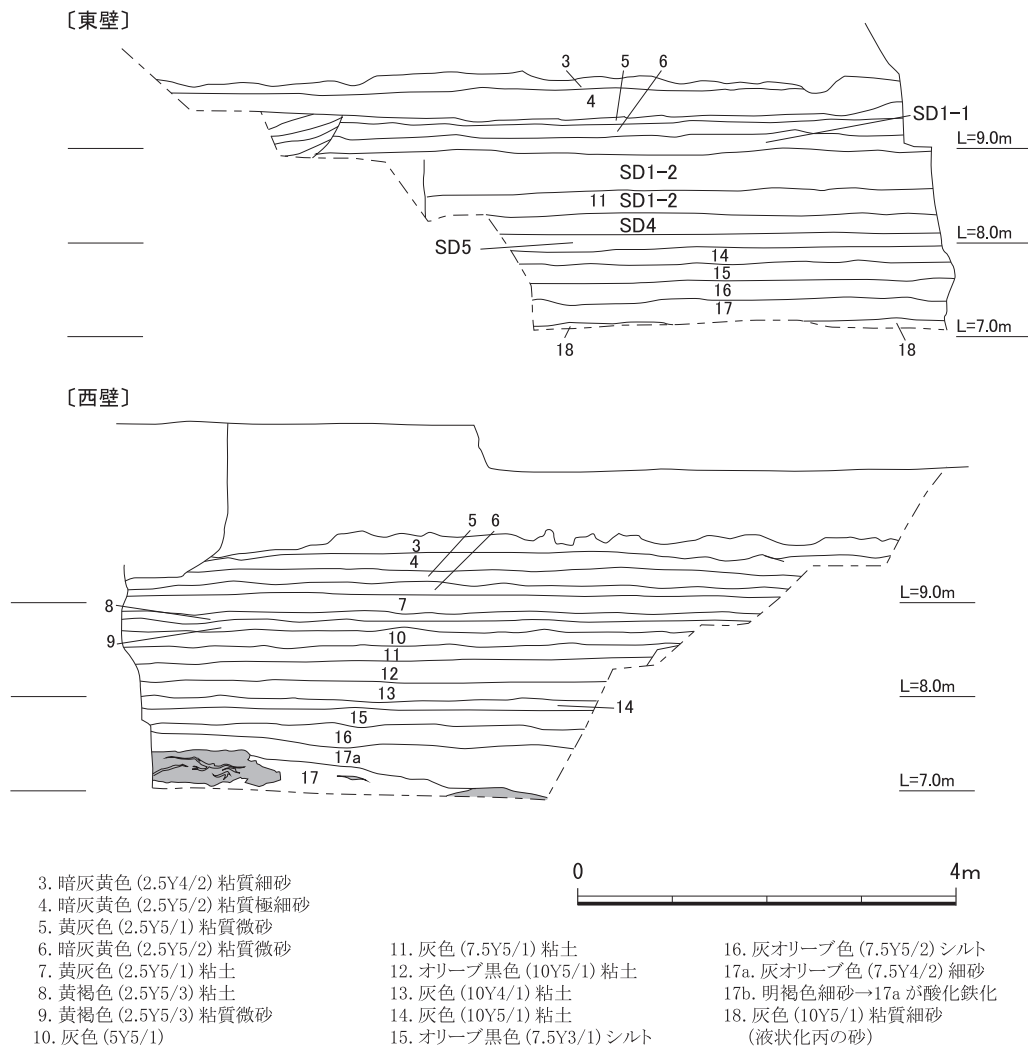 〔東壁〕
3
5
6
4
SD1-1
L=9.0m
SD1-2
11
SD1-2
SD4
SD5
L=8.0m
14
15
16
17
L=7.0m
18
18
〔西壁〕
5
6
3
4
L=9.0m
8
7
9
10
11
12
L=8.0m
13
14
15
16
17a
17
L=7.0m
0
4m
3. 暗灰黄色 (2.5Y4/2) 粘質細砂
4. 暗灰黄色 (2.5Y5/2) 粘質極細砂
5. 黄灰色 (2.5Y5/1) 粘質微砂
6. 暗灰黄色 (2.5Y5/2) 粘質微砂
7. 黄灰色 (2.5Y5/1) 粘土
8. 黄褐色 (2.5Y5/3) 粘土
9. 黄褐色 (2.5Y5/3) 粘質微砂
10. 灰色 (5Y5/1)
11. 灰色 (7.5Y5/1) 粘土
12. オリーブ黒色 (10Y5/1) 粘土
13. 灰色 (10Y4/1) 粘土
14. 灰色 (10Y5/1) 粘土
15. オリーブ黒色 (7.5Y3/1) シルト
16. 灰オリーブ色 (7.5Y5/2) シルト
17a. 灰オリーブ色 (7.5Y4/2) 細砂
17b. 明褐色細砂→17a が酸化鉄化
18. 灰色 (10Y5/1) 粘質細砂
(液状化丙の砂)